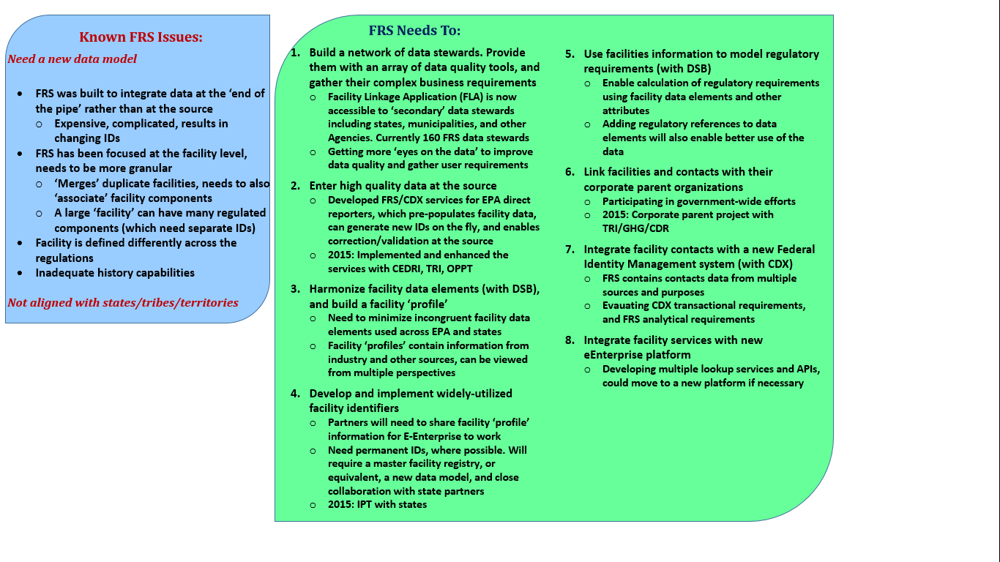 Known FRS Issues:
Need a new data model
• FRS was built to integrate data at the ‘end of
the pipe’ rather than at the source
o Expensive, complicated, results in
changing IDs
• FRS has been focused at the facility level,
needs to be more granular
o ‘Merges’ duplicate facilities, needs to also
‘associate’ facility components
o A large ‘facility’ can have many regulated
components (which need separate IDs)
• Facility is defined differently across the
regulations
• Inadequate history capabilities
Not aligned with states/tribes/territories
FRS Needs To:
1. Build a network of data stewards. Provide
them with an array of data quality tools, and
gather their complex business requirements
o Facility Linkage Application (FLA) is now
accessible to ‘secondary’ data stewards
including states, municipalities, and other
Agencies. Currently 160 FRS data stewards
o Getting more ‘eyes on the data’ to improve
data quality and gather user requirements
2. Enter high quality data at the source
o Developed FRS/CDX services for EPA direct
reporters, which pre-populates facility data,
can generate new IDs on the fly, and enables
correction/validation at the source
o 2015: Implemented and enhanced the
services with CEDRI, TRI, OPPT
3. Harmonize facility data elements (with DSB),
and build a facility ‘profile’
o Need to minimize incongruent facility data
elements used across EPA and states
o Facility ‘profiles’ contain information from
industry and other sources, can be viewed
from multiple perspectives
4. Develop and implement widely-utilized
facility identifiers
o Partners will need to share facility ‘profile’
information for E-Enterprise to work
o Need permanent IDs, where possible. Will
require a master facility registry, or
equivalent, a new data model, and close
collaboration with state partners
o 2015: IPT with states
5. Use facilities information to model regulatory
requirements (with DSB)
o Enable calculation of regulatory requirements
using facility data elements and other
attributes
o Adding regulatory references to data
elements will also enable better use of the
data
6. Link facilities and contacts with their
corporate parent organizations
o Participating in government-wide efforts
o 2015: Corporate parent project with
TRI/GHG/CDR
7. Integrate facility contacts with a new Federal
Identity Management system (with CDX)
o FRS contains contacts data from multiple
sources and purposes
o Evauating CDX transactional requirements,
and FRS analytical requirements
8. Integrate facility services with new
eEnterprise platform
o Developing multiple lookup services and APIs,
could move to a new platform if necessary